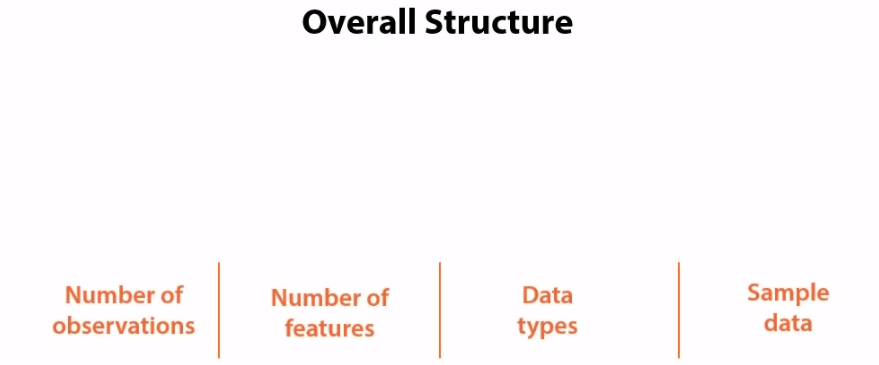 Overall Structure
Number of
observations
Number of
features
Data
types
Sample
data